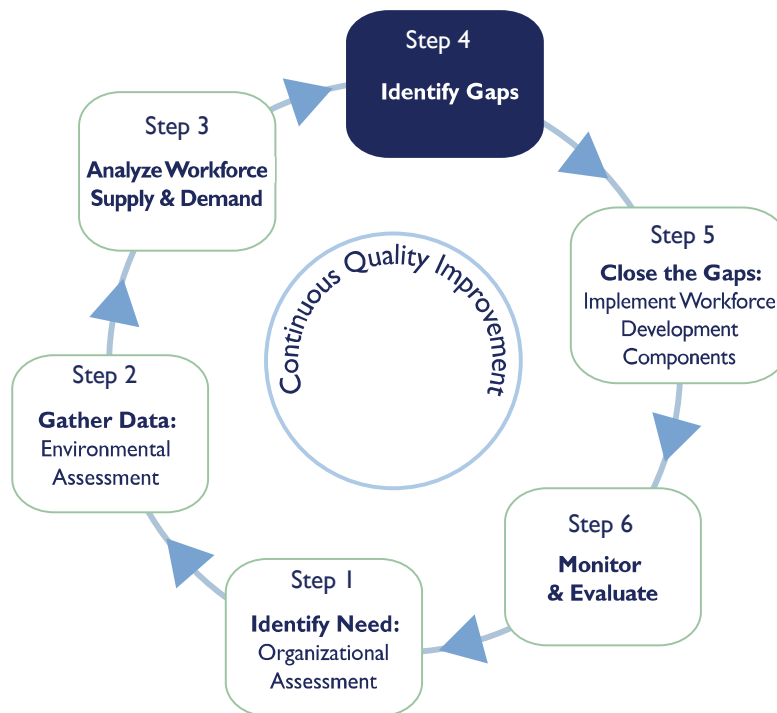 Step 4
Identify Gaps
Step 3
Analyze Workforce
Supply & Demand
Step 5
Close the Gaps:
Implement Workforce
Development
Components
Continuous Quality Improvement
Step 2
Gather Data:
Environmental
Assessment
Step 6
Monitor
& Evaluate
Step 1
Identify Need:
Organizational
Assessment